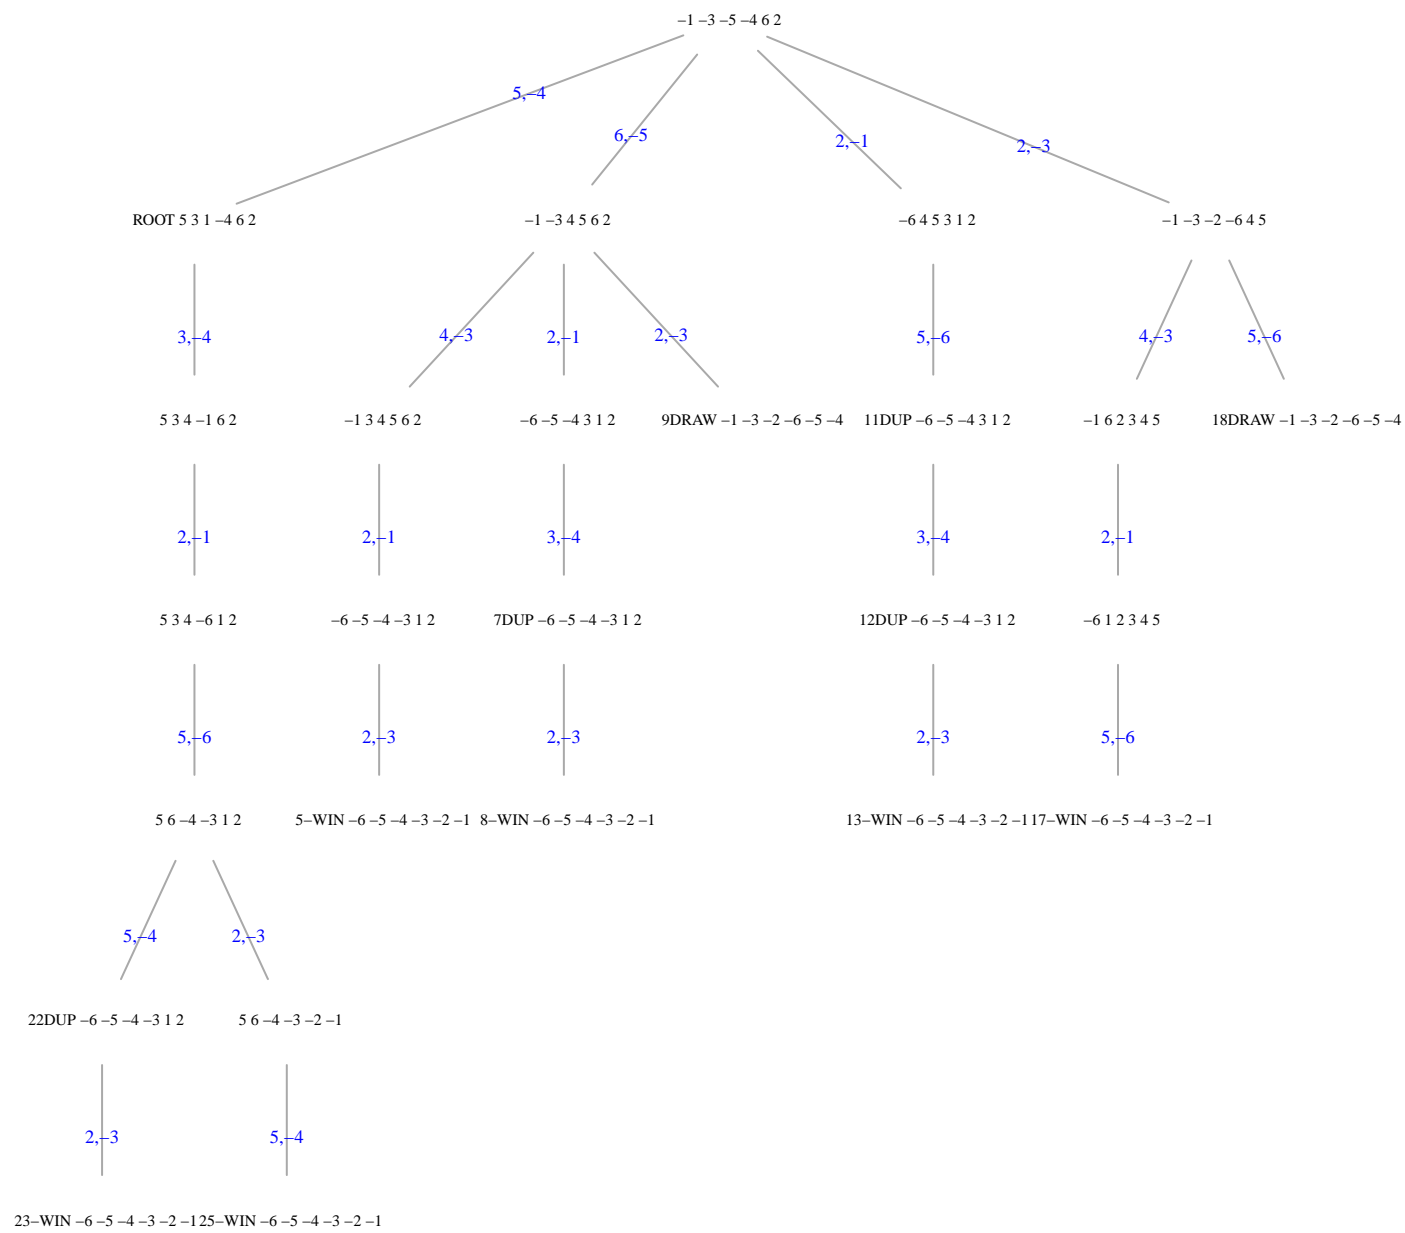 –1 –3 –5 –4 6 2
5,–4
6,–5
2,–1
2,–3
ROOT 5 3 1 –4 6 2
–1 –3 4 5 6 2
–6 4 5 3 1 2
–1 –3 –2 –6 4 5
3,–4
4,–3
2,–1
2,–3
5,–6
4,–3
5,–6
5 3 4 –1 6 2
–1 3 4 5 6 2
–6 –5 –4 3 1 2
9DRAW –1 –3 –2 –6 –5 –4
11DUP –6 –5 –4 3 1 2
–1 6 2 3 4 5
18DRAW –1 –3 –2 –6 –5 –4
2,–1
2,–1
3,–4
3,–4
2,–1
5 3 4 –6 1 2
–6 –5 –4 –3 1 2
7DUP –6 –5 –4 –3 1 2
12DUP –6 –5 –4 –3 1 2
–6 1 2 3 4 5
5,–6
2,–3
2,–3
2,–3
5,–6
5 6 –4 –3 1 2
5–WIN –6 –5 –4 –3 –2 –1
8–WIN –6 –5 –4 –3 –2 –1
13–WIN –6 –5 –4 –3 –2 –1
17–WIN –6 –5 –4 –3 –2 –1
5,–4
2,–3
22DUP –6 –5 –4 –3 1 2
5 6 –4 –3 –2 –1
2,–3
5,–4
23–WIN –6 –5 –4 –3 –2 –1
25–WIN –6 –5 –4 –3 –2 –1